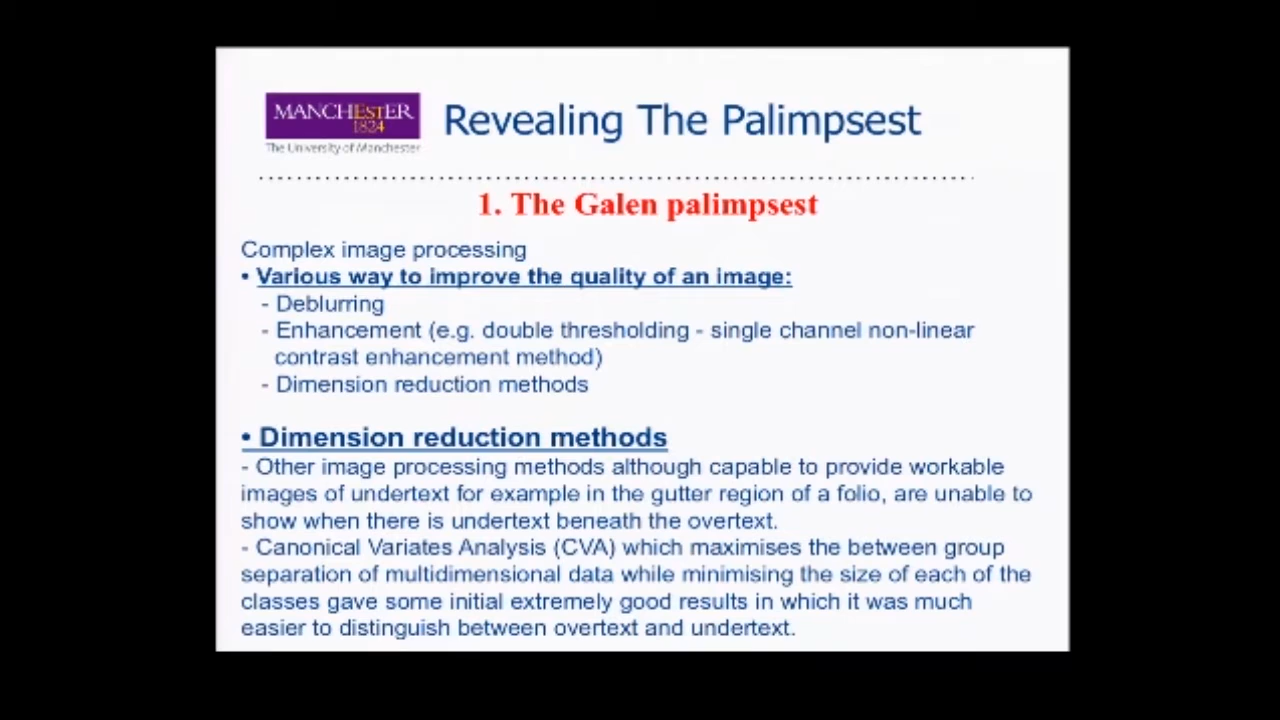 MANCHESTER
1824
The University of Manchester
Revealing The Palimpsest
1. The Galen palimpsest
Complex image processing
• Various way to improve the quality of an image:
- Deblurring
- Enhancement (e.g. double thresholding - single channel non-linear
contrast enhancement method)
- Dimension reduction methods
• Dimension reduction methods
- Other image processing methods although capable to provide workable
images of undertext for example in the gutter region of a folio, are unable to
show when there is undertext beneath the overtext.
- Canonical Variates Analysis (CVA) which maximises the between group
separation of multidimensional data while minimising the size of each of the
classes gave some initial extremely good results in which it was much
easier to distinguish between overtext and undertext.